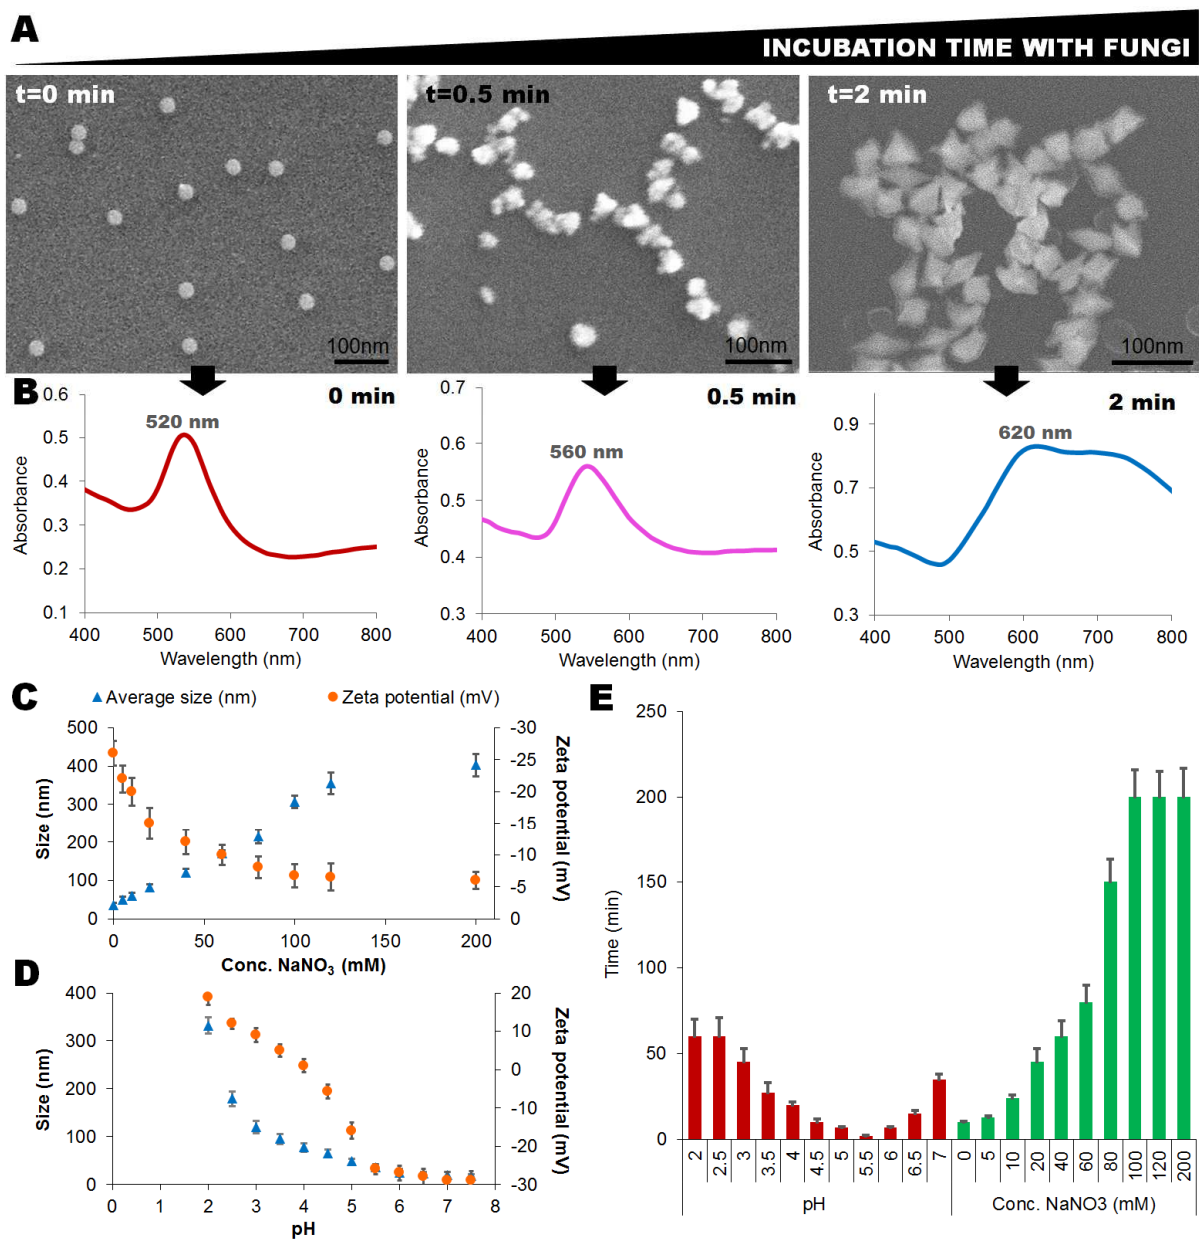 A
INCUBATION TIME WITH FUNGI
t=0 min
t=0.5 min
t=2 min
100nm
100nm
100nm
B
0 min
0.5 min
2 min
520 nm
560 nm
620 nm
0.6
0.5
0.4
0.3
0.2
0.1
Absorbance
400 500 600 700 800
Wavelength (nm)
0.7
0.6
0.5
0.4
0.3
Absorbance
400 500 600 700 800
Wavelength (nm)
0.9
0.7
0.5
0.3
Absorbance
400 500 600 700 800
Wavelength (nm)
C
Average size (nm) Zeta potential (mV)
500
400
300
200
100
0
Size (nm)
-30
-25
-20
-15
-10
-5
0
Zeta potential (mV)
0 50 100 150 200
Conc. NaNO3 (mM)
D
400
300
200
100
0
Size (nm)
20
10
0
-10
-20
-30
Zeta potential (mV)
0 1 2 3 4 5 6 7 8
pH
E
250
200
150
100
50
0
Time (min)
2 2.5 3 3.5 4 4.5 5 5.5 6 6.5 7 0 5 10 20 40 60 80 100 120 200
pH Conc. NaNO3 (mM)